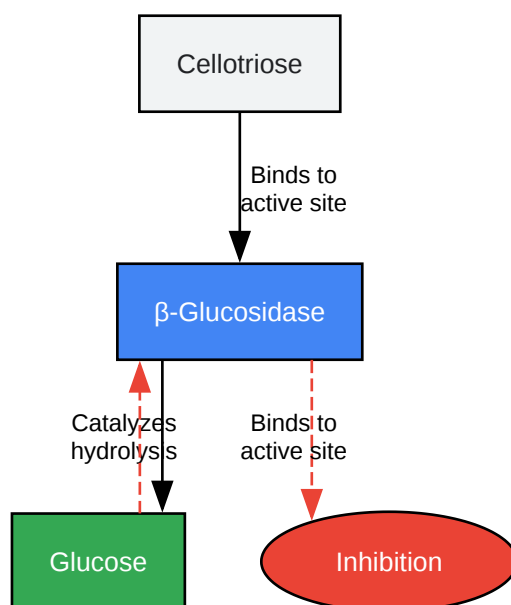 Cellotriose
Binds to
active site
β-Glucosidase
Catalyzes
hydrolysis
Binds to
active site
Glucose
Inhibition